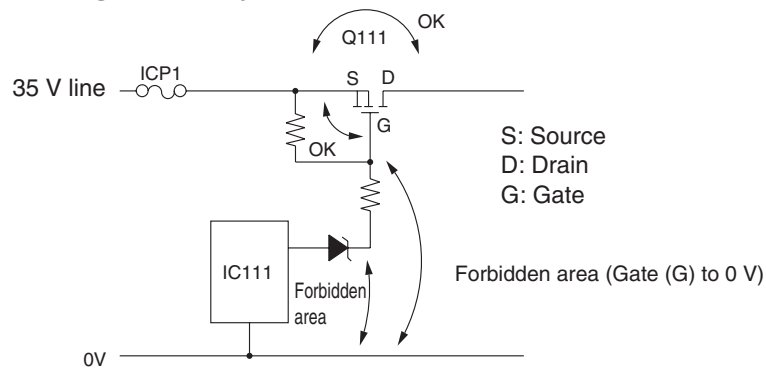 OK
Q111
ICP1
S D
35 V line
G
OK
S: Source
D: Drain
G: Gate
IC111
Forbidden
area
Forbidden area (Gate (G) to 0 V)
0V